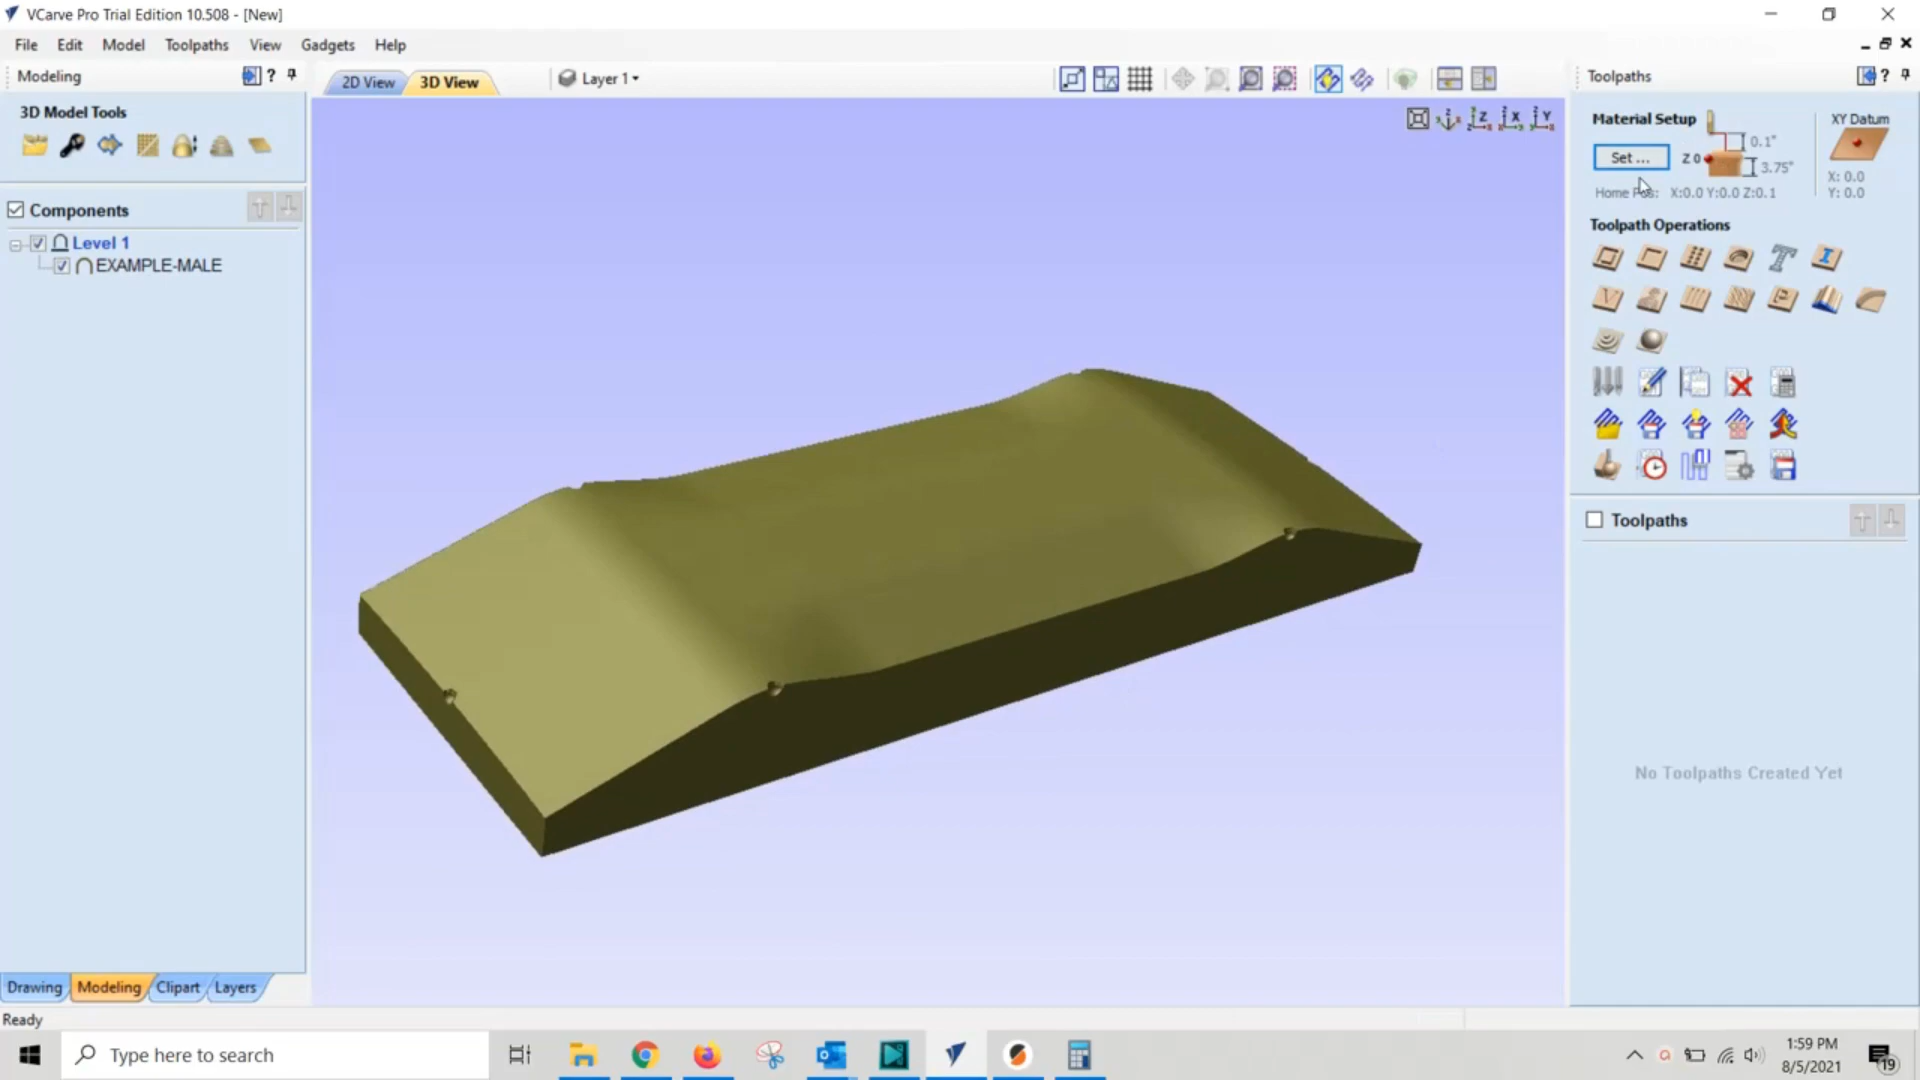 VCarve Pro Trial Edition 10.508 - [New]
File Edit Model Toolpaths View Gadgets Help
Modeling
3D Model Tools
Components
Level 1
EXAMPLE-MALE
2D View
3D View
Layer 1
Z X Y
Toolpaths
Material Setup
Set ...
Z 0
0.1"
3.75"
Home Pos: X:0.0 Y:0.0 Z:0.1
XY Datum
X: 0.0
Y: 0.0
Toolpath Operations
Toolpaths
No Toolpaths Created Yet
Drawing Modeling Clipart Layers
Ready
Type here to search
1:59 PM
8/5/2021
19